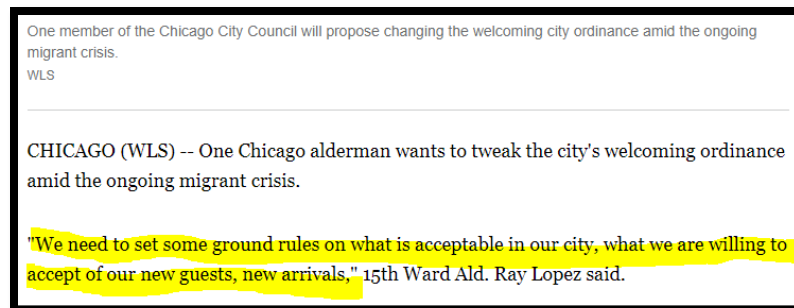 One member of the Chicago City Council will propose changing the welcoming city ordinance amid the ongoing
migrant crisis.
WLS
CHICAGO (WLS) -- One Chicago alderman wants to tweak the city's welcoming ordinance
amid the ongoing migrant crisis.
"We need to set some ground rules on what is acceptable in our city, what we are willing to
accept of our new guests, new arrivals," 15th Ward Ald. Ray Lopez said.